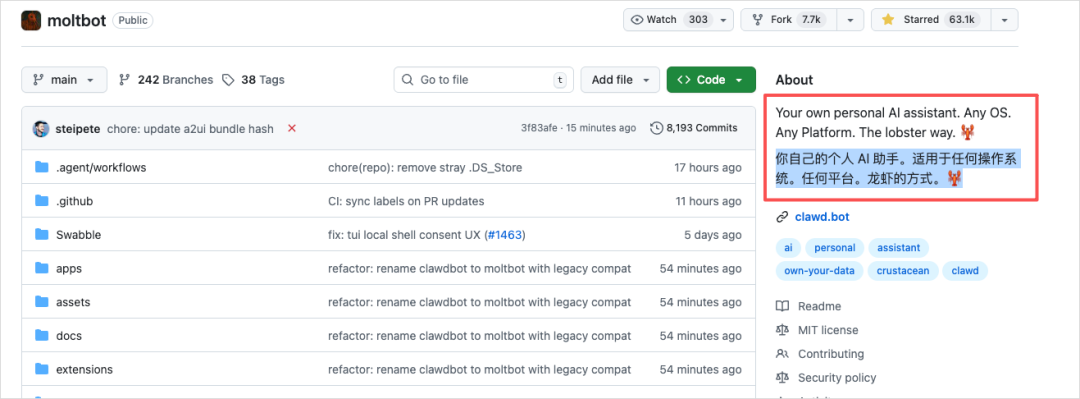 moltbot Public Watch 303 Fork 7.7k Starred 63.1k
main 242 Branches 38 Tags Go to file t Add file Code
About
Your own personal AI assistant. Any OS.
Any Platform. The lobster way. 🦞
你自己的个人 AI 助手。适用于任何操作系
统。任何平台。龙虾的方式。🦞
clawd.bot
ai personal assistant
own-your-data crustacean clawd
Readme
MIT license
Contributing
Security policy
steipete chore: update a2ui bundle hash 3f83afe · 15 minutes ago 8,193 Commits
.agent/workflows chore(repo): remove stray .DS_Store 17 hours ago
.github CI: sync labels on PR updates 11 hours ago
Swabble fix: tui local shell consent UX (#1463) 5 days ago
apps refactor: rename clawdbot to moltbot with legacy compat 54 minutes ago
assets refactor: rename clawdbot to moltbot with legacy compat 54 minutes ago
docs refactor: rename clawdbot to moltbot with legacy compat 54 minutes ago
extensions refactor: rename clawdbot to moltbot with legacy compat 54 minutes ago